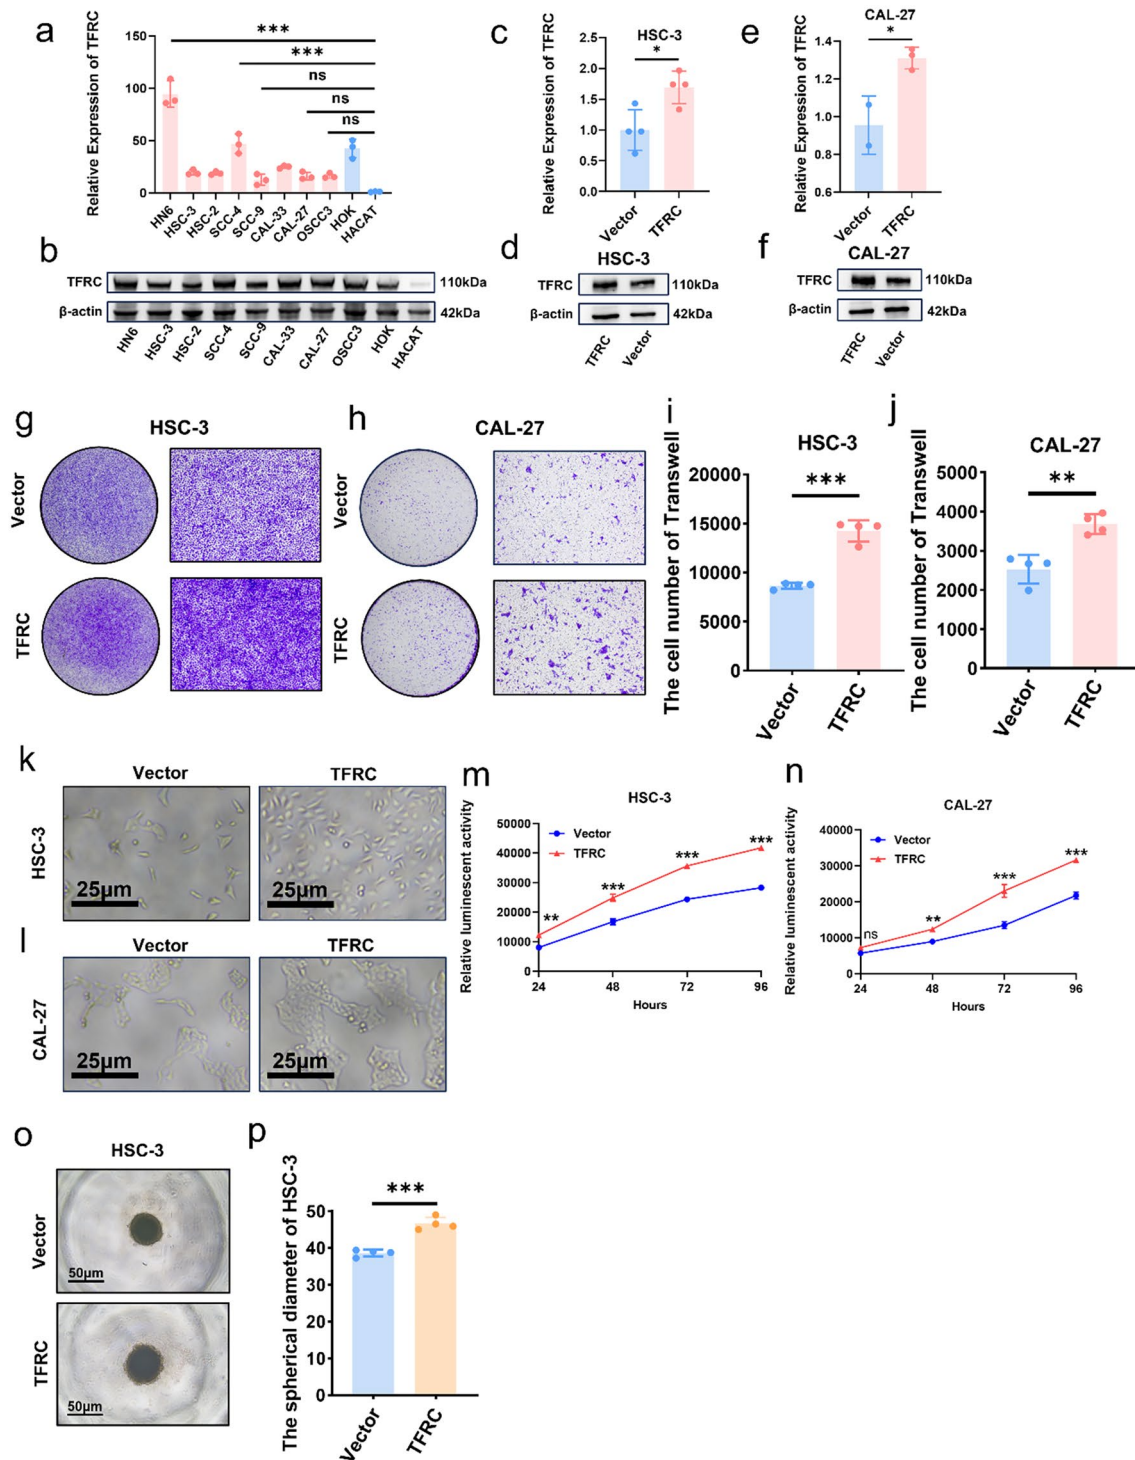 a
Relative Expression of TFRC
150
100
50
0
***
***
ns
ns
ns
HN6
HSC-3
HSC-2
SCC-4
SCC-9
CAL-33
CAL-27
OSCC3
HOK
HACAT
c
Relative Expression of TFRC
HSC-3
*
2.5
2.0
1.5
1.0
0.5
0.0
Vector
TFRC
e
Relative Expression of TFRC
CAL-27
*
1.4
1.2
1.0
0.8
0.6
Vector
TFRC
b
TFRC
110kDa
β-actin
42kDa
HN6
HSC-3
HSC-2
SCC-4
SCC-9
CAL-33
CAL-27
OSCC3
HOK
HACAT
d
HSC-3
TFRC
110kDa
β-actin
42kDa
TFRC
Vector
f
CAL-27
TFRC
110kDa
β-actin
42kDa
TFRC
Vector
g
HSC-3
Vector
TFRC
h
CAL-27
Vector
TFRC
i
HSC-3
The cell number of Transwell
***
20000
15000
10000
5000
0
Vector
TFRC
j
CAL-27
The cell number of Transwell
**
5000
4000
3000
2000
1000
0
Vector
TFRC
k
Vector
TFRC
HSC-3
25μm
25μm
l
Vector
TFRC
CAL-27
25μm
25μm
m
HSC-3
Relative luminescent activity
50000
40000
30000
20000
10000
0
Vector
TFRC
**
***
***
***
24
48
72
96
Hours
n
CAL-27
Relative luminescent activity
40000
30000
20000
10000
0
Vector
TFRC
ns
**
***
***
24
48
72
96
Hours
o
HSC-3
Vector
50μm
TFRC
50μm
p
The spherical diameter of HSC-3
***
50
40
30
20
10
0
Vector
TFRC